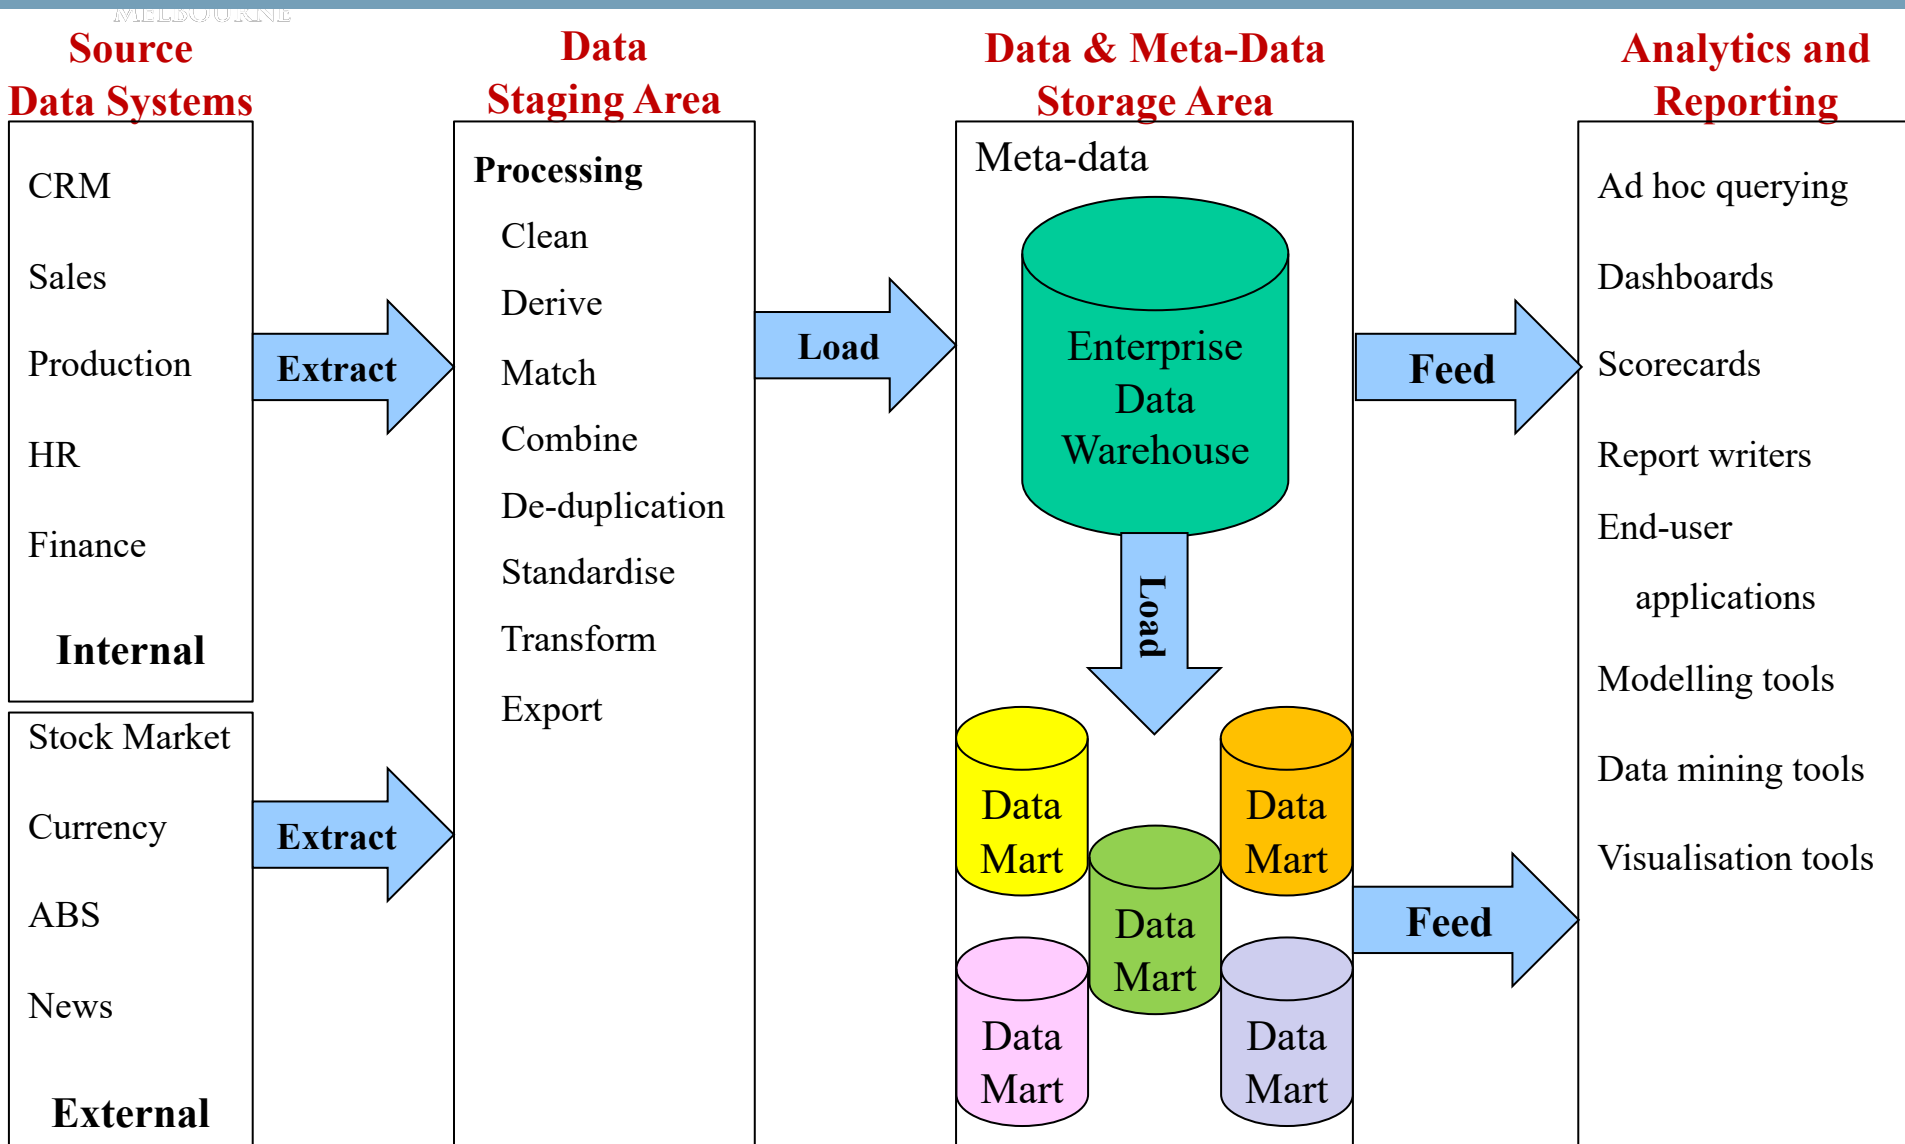 MELBOURNE
Source
Data Systems
CRM
Sales
Production
HR
Finance
Internal
Stock Market
Currency
ABS
News
External
Extract
Extract
Data
Staging Area
Processing
Clean
Derive
Match
Combine
De-duplication
Standardise
Transform
Export
Load
Data & Meta-Data
Storage Area
Meta-data
Enterprise
Data
Warehouse
Load
Data
Mart
Data
Mart
Data
Mart
Data
Mart
Data
Mart
Feed
Feed
Analytics and
Reporting
Ad hoc querying
Dashboards
Scorecards
Report writers
End-user
applications
Modelling tools
Data mining tools
Visualisation tools